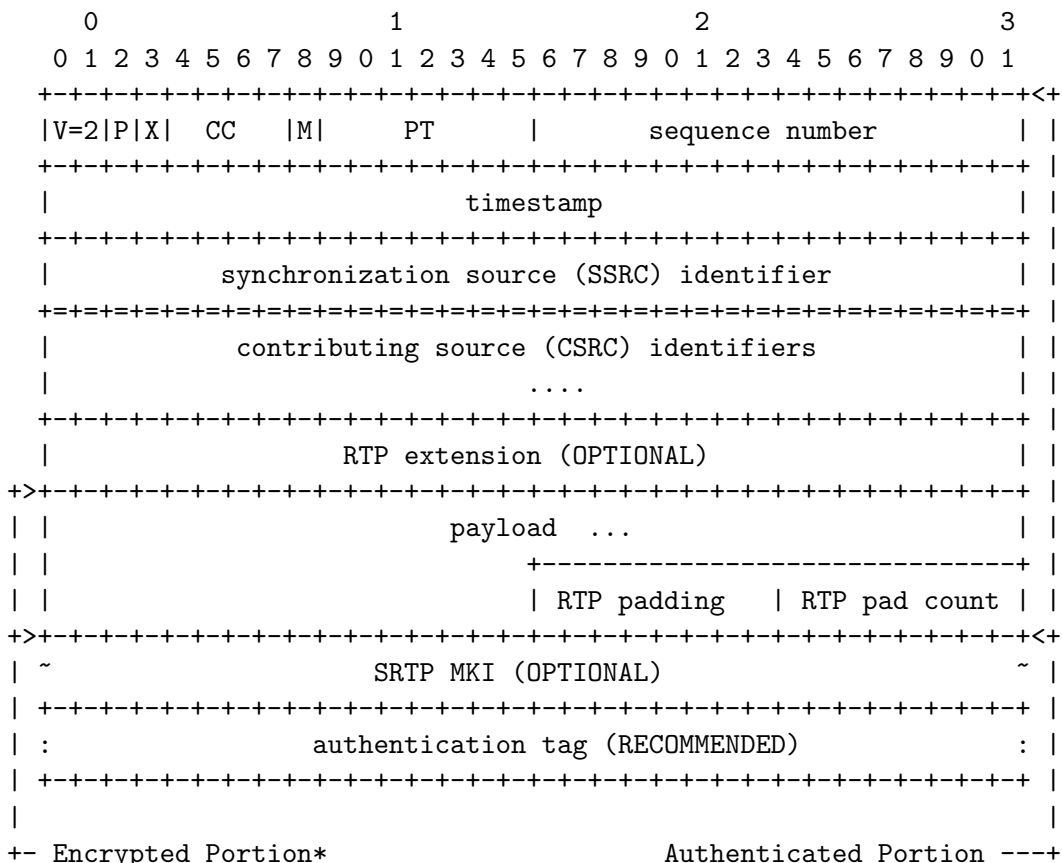 0                   1                   2                   3
 0 1 2 3 4 5 6 7 8 9 0 1 2 3 4 5 6 7 8 9 0 1 2 3 4 5 6 7 8 9 0 1
+-+-+-+-+-+-+-+-+-+-+-+-+-+-+-+-+-+-+-+-+-+-+-+-+-+-+-+-+-+-+-+-+<+
|V=2|P|X|  CC   |M|     PT      |       sequence number         | |
+-+-+-+-+-+-+-+-+-+-+-+-+-+-+-+-+-+-+-+-+-+-+-+-+-+-+-+-+-+-+-+-+ |
|                           timestamp                           | |
+-+-+-+-+-+-+-+-+-+-+-+-+-+-+-+-+-+-+-+-+-+-+-+-+-+-+-+-+-+-+-+-+ |
|           synchronization source (SSRC) identifier            | |
+=+=+=+=+=+=+=+=+=+=+=+=+=+=+=+=+=+=+=+=+=+=+=+=+=+=+=+=+=+=+=+=+ |
|            contributing source (CSRC) identifiers             | |
|                               ....                            | |
+-+-+-+-+-+-+-+-+-+-+-+-+-+-+-+-+-+-+-+-+-+-+-+-+-+-+-+-+-+-+-+-+ |
|                   RTP extension (OPTIONAL)                    | |
+>+-+-+-+-+-+-+-+-+-+-+-+-+-+-+-+-+-+-+-+-+-+-+-+-+-+-+-+-+-+-+-+-+ |
| |                          payload  ...                         | |
| |                               +-------------------------------+ |
| |                               | RTP padding   | RTP pad count | |
+>+-+-+-+-+-+-+-+-+-+-+-+-+-+-+-+-+-+-+-+-+-+-+-+-+-+-+-+-+-+-+-+-+<+
| ~                     SRTP MKI (OPTIONAL)                       ~ |
| +-+-+-+-+-+-+-+-+-+-+-+-+-+-+-+-+-+-+-+-+-+-+-+-+-+-+-+-+-+-+-+-+ |
| :                 authentication tag (RECOMMENDED)              : |
| +-+-+-+-+-+-+-+-+-+-+-+-+-+-+-+-+-+-+-+-+-+-+-+-+-+-+-+-+-+-+-+-+ |
|                                                                   |
+- Encrypted Portion*                      Authenticated Portion ---+